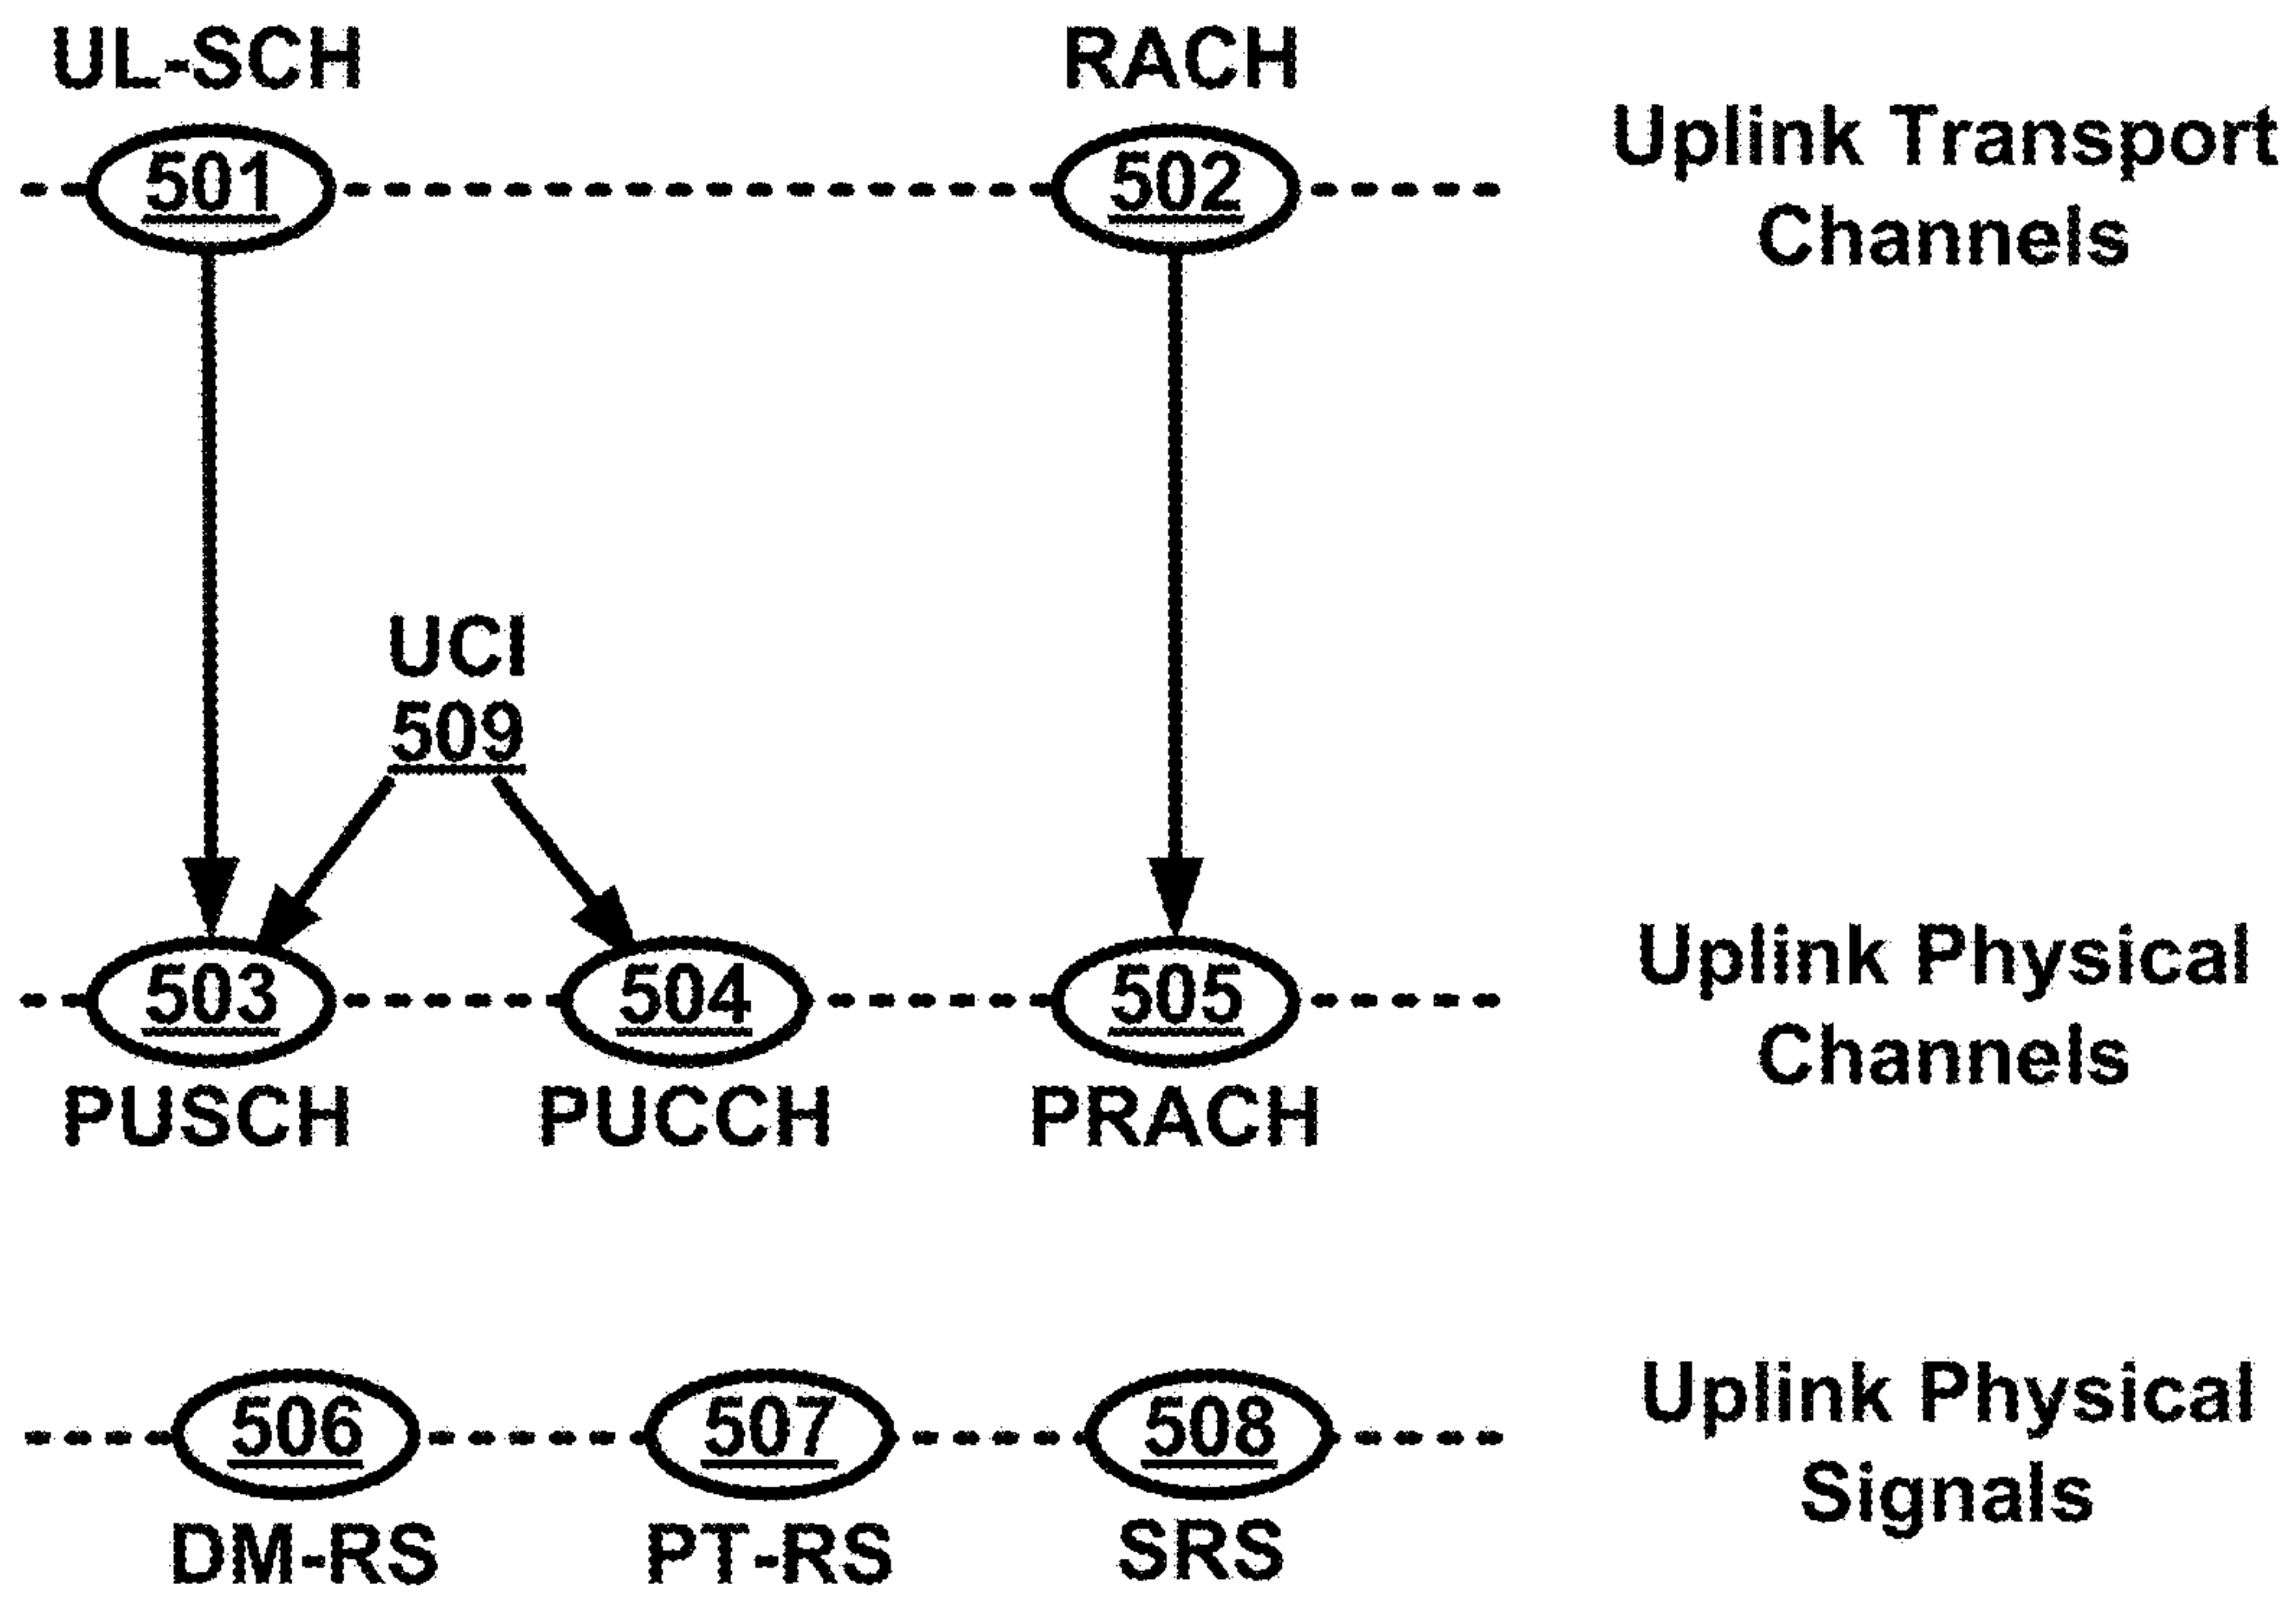 UL-SCH
RACH
501
502
Uplink Transport
Channels
UCI
509
503
504
505
Uplink Physical
Channels
PUSCH
PUCCH
PRACH
506
507
508
Uplink Physical
Signals
DM-RS
PT-RS
SRS